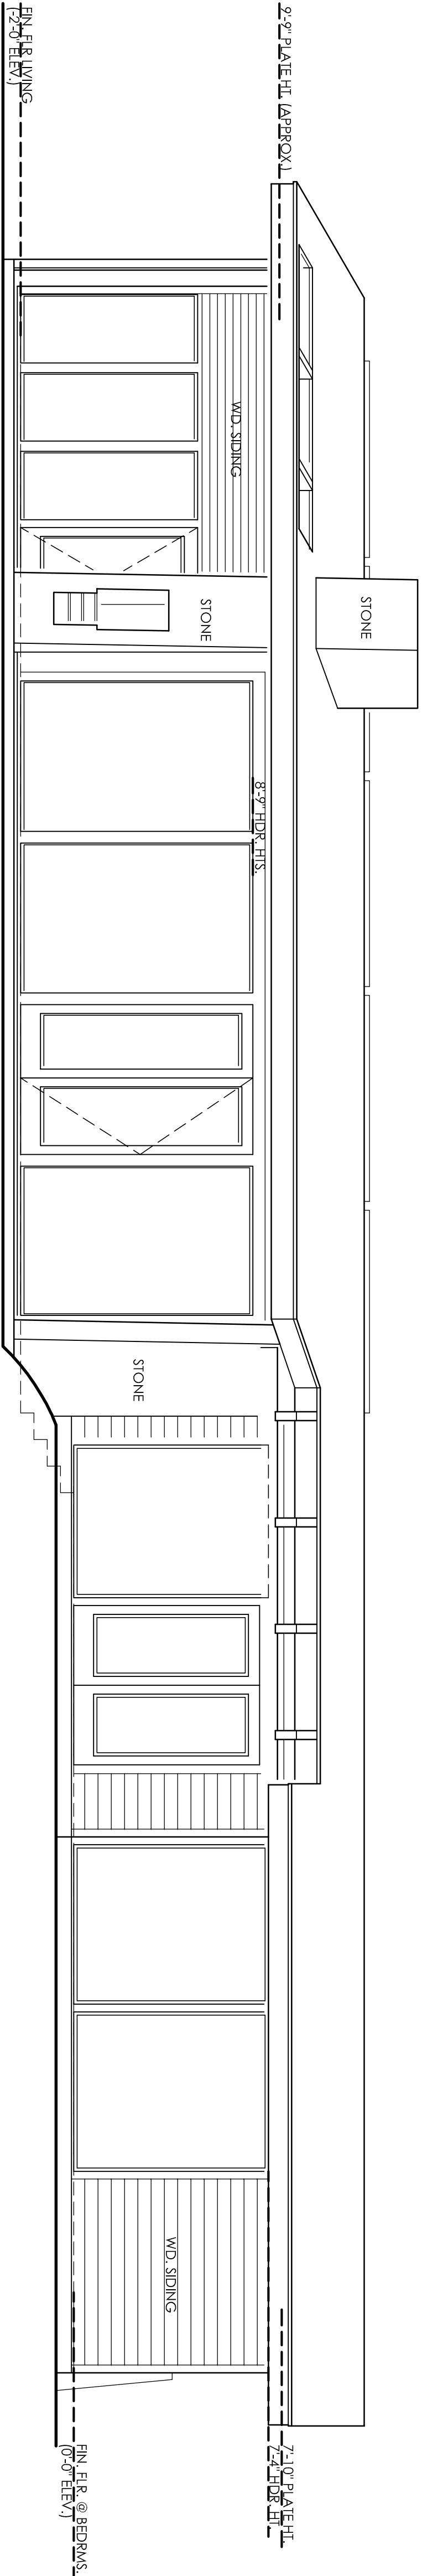 9'-9" PLATE HT. (APPROX.)
FIN. FLR LIVING
(-2'-0" ELEV.)
WD. SIDING
STONE
STONE
8'-9" HDR. HTS.
STONE
WD. SIDING
7'-10" PLATE HT.
7'-4" HDR. HT.
FIN. FLR. @ BEDRMS.
(0'-0" ELEV.)